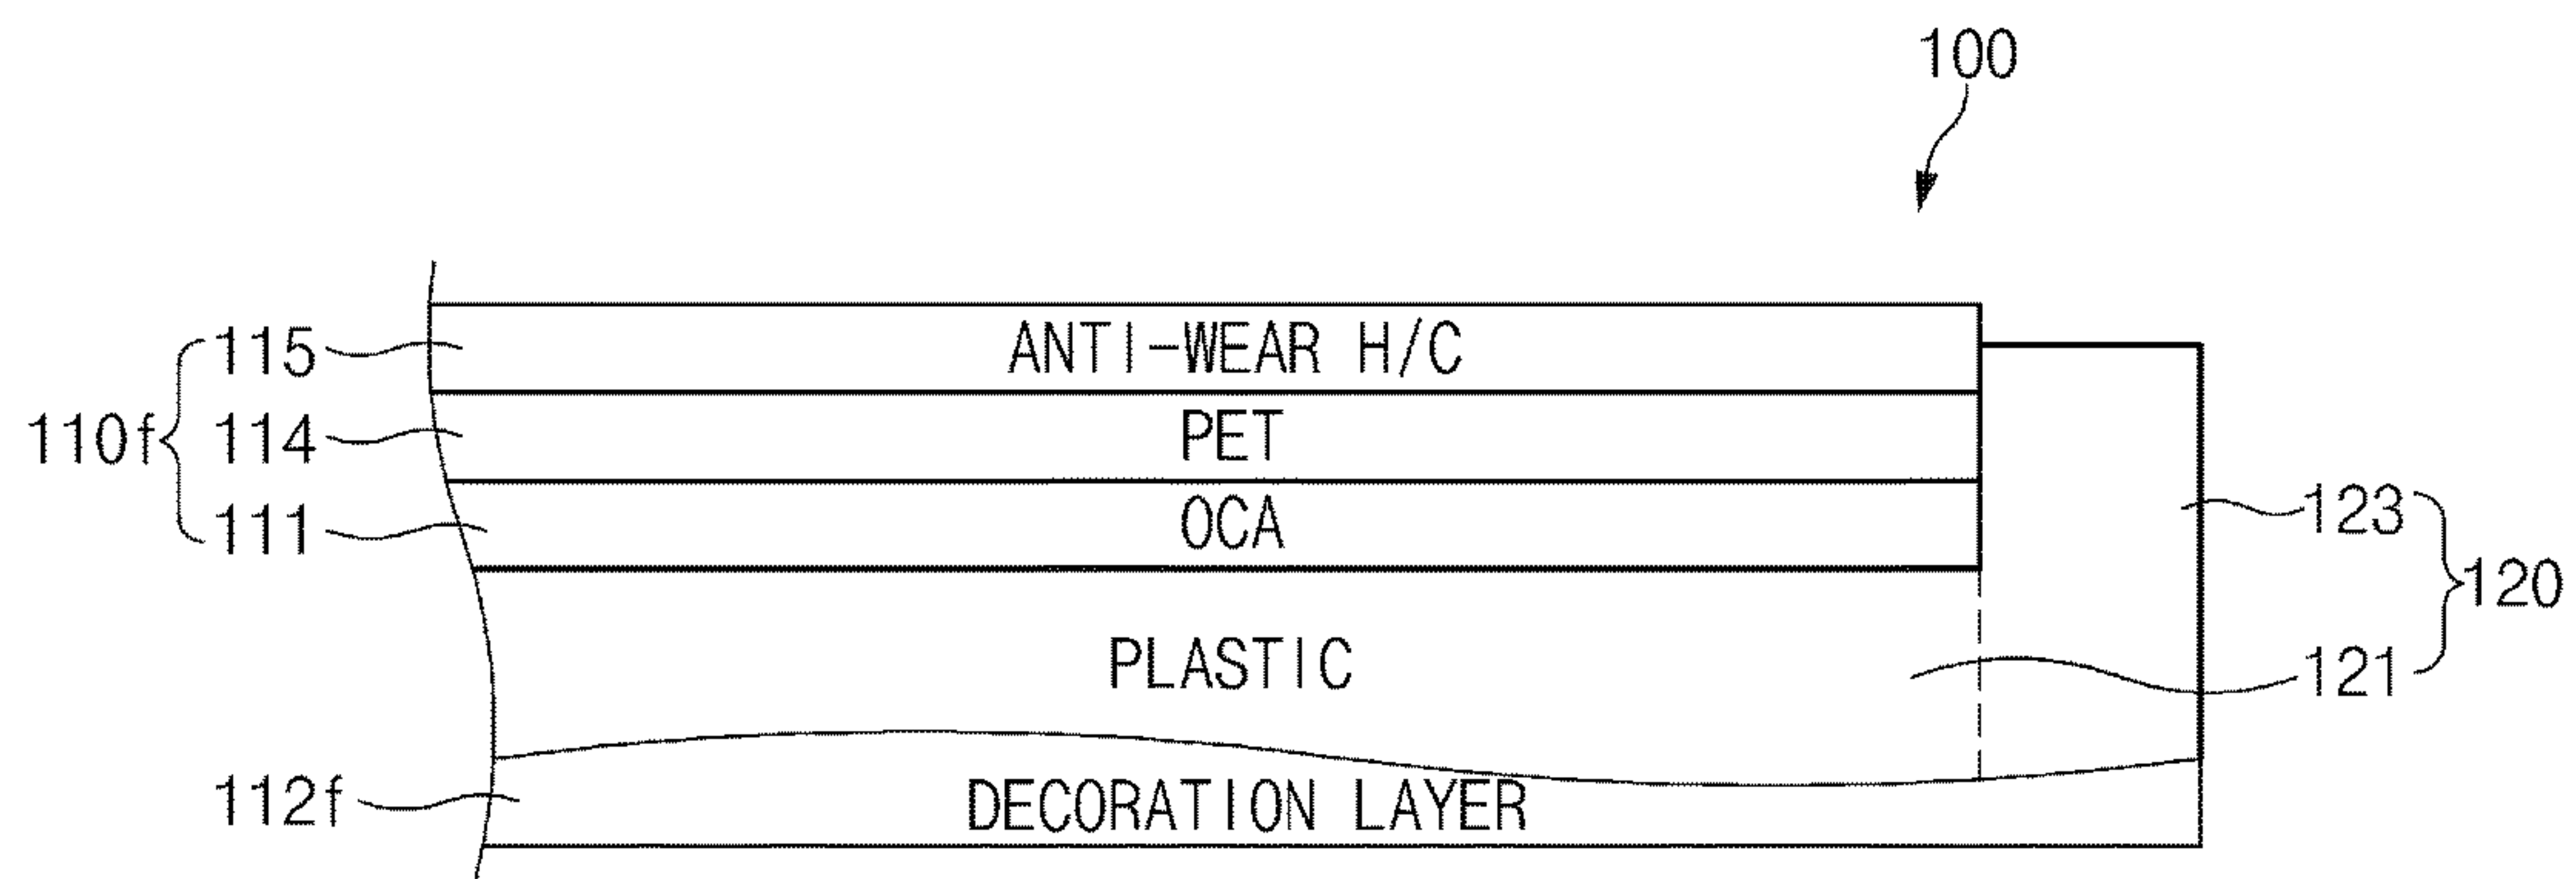 100
115 ANTI-WEAR H/C
110f 114 PET
111 OCA 123
120
PLASTIC 121
112f DECORATION LAYER